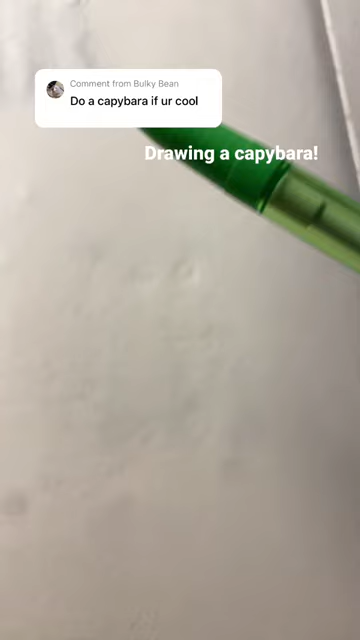 Comment from Bulky Bean
Do a capybara if ur cool
Drawing a capybara!